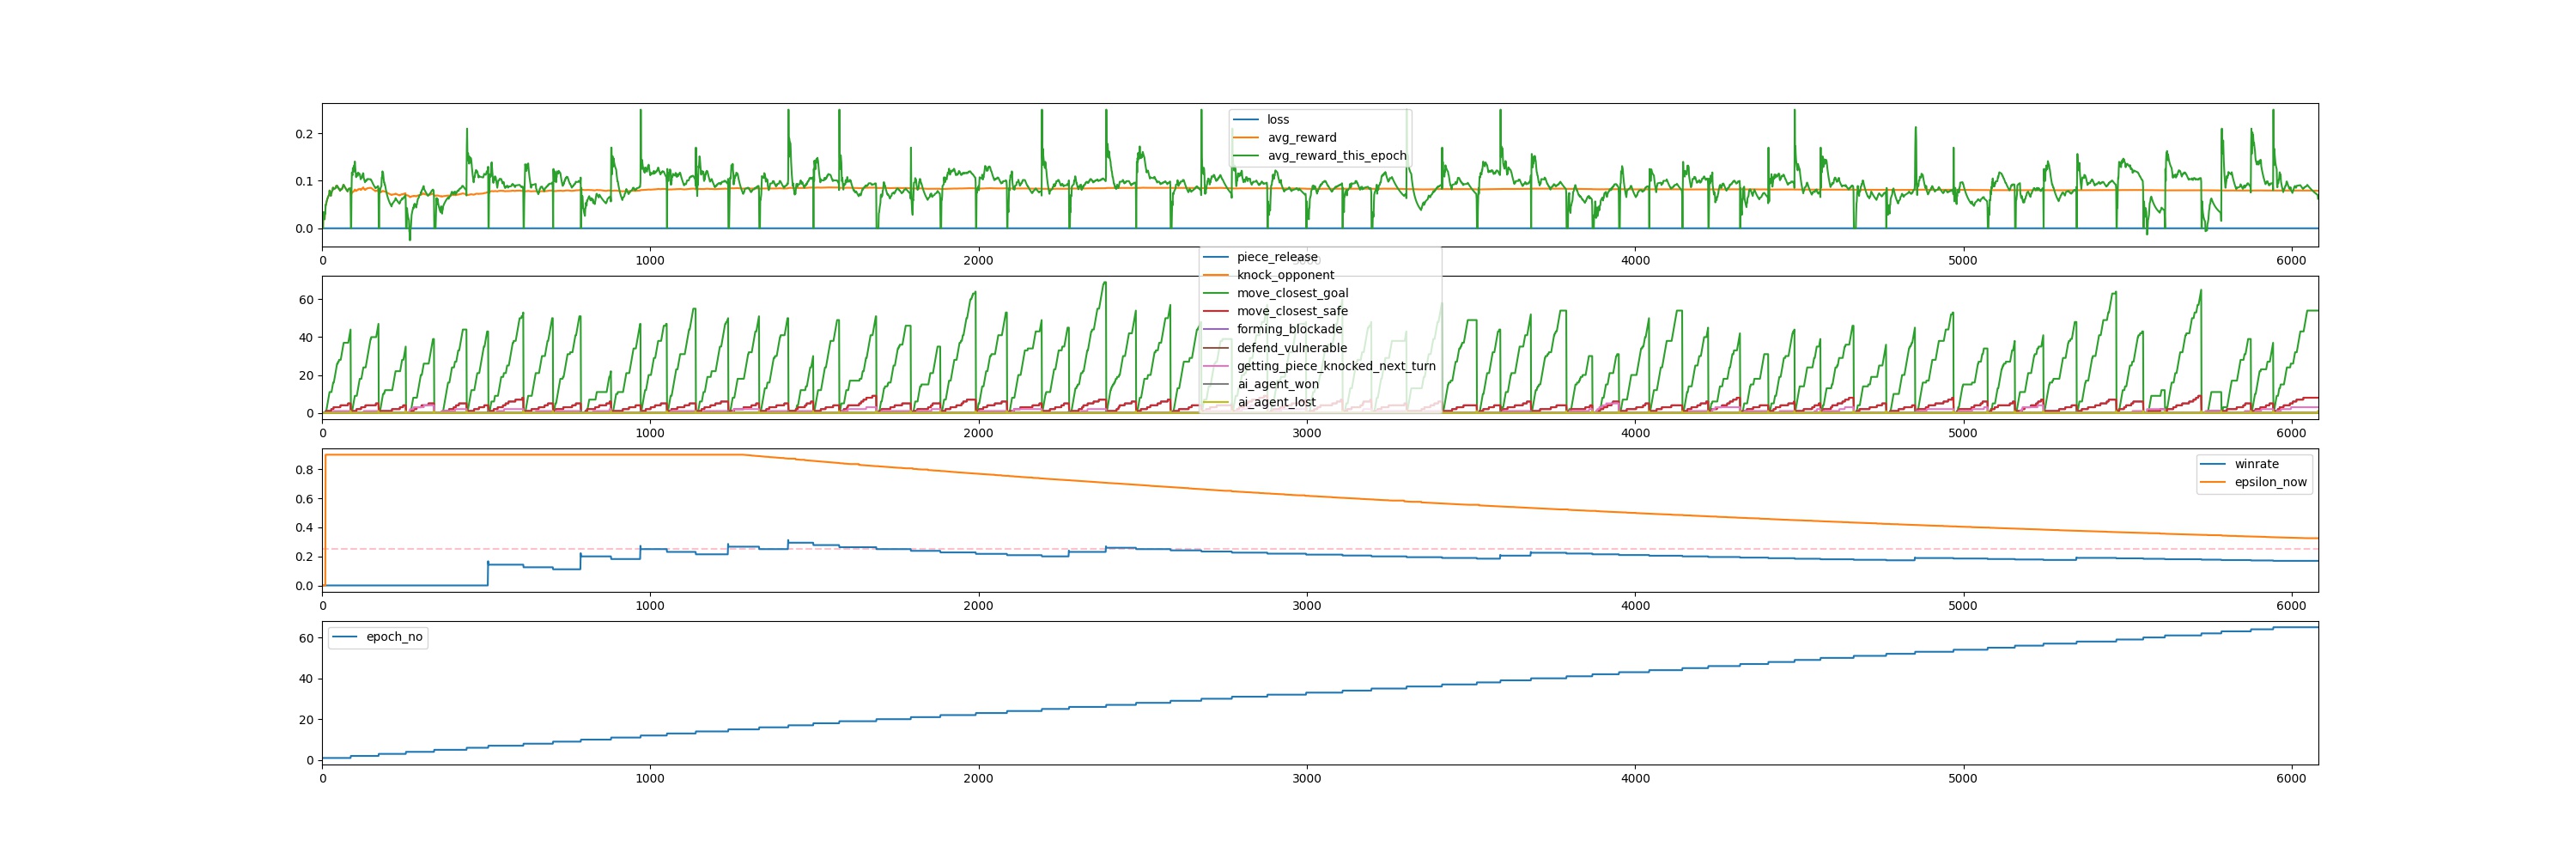 0.2
0.1
0.0
loss
avg_reward
avg_reward_this_epoch
0 1000 2000 3000 4000 5000 6000
60
40
20
0
piece_release
knock_opponent
move_closest_goal
move_closest_safe
forming_blockade
defend_vulnerable
getting_piece_knocked_next_turn
ai_agent_won
ai_agent_lost
0 1000 2000 3000 4000 5000 6000
0.8
0.6
0.4
0.2
0.0
winrate
epsilon_now
0 1000 2000 3000 4000 5000 6000
60
40
20
0
epoch_no
0 1000 2000 3000 4000 5000 6000